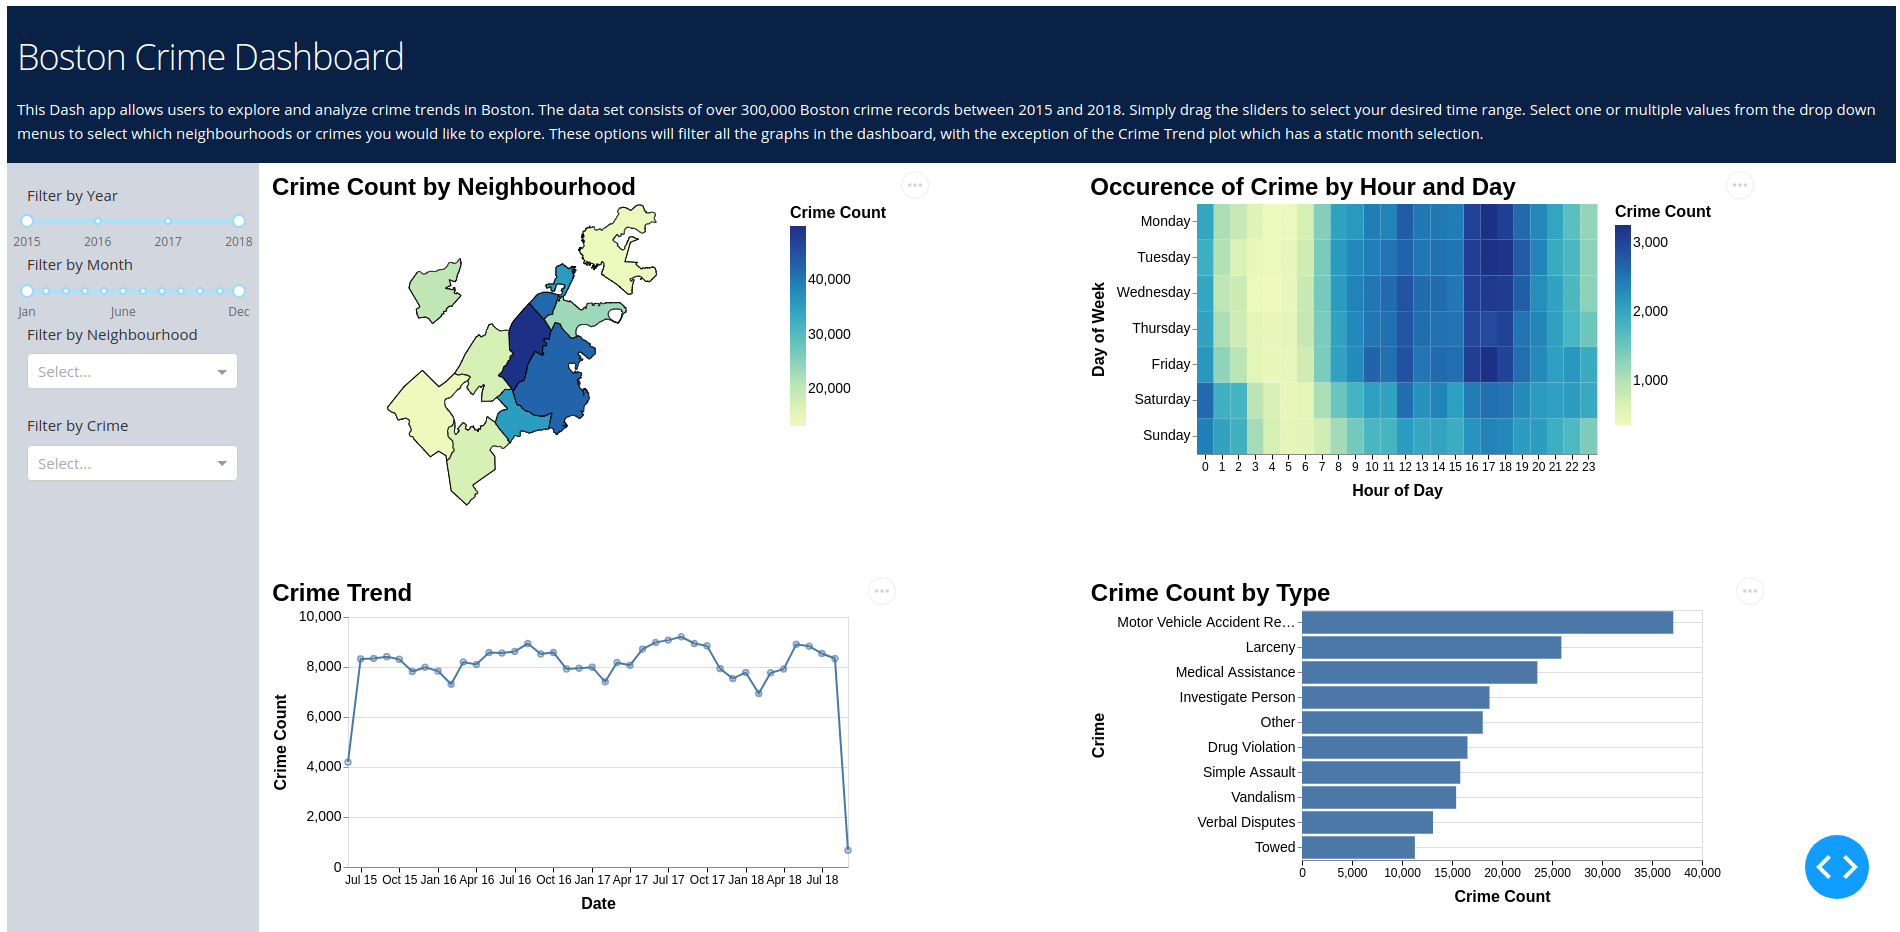 Boston Crime Dashboard
This Dash app allows users to explore and analyze crime trends in Boston. The data set consists of over 300,000 Boston crime records between 2015 and 2018. Simply drag the sliders to select your desired time range. Select one or multiple values from the drop down
menus to select which neighbourhoods or crimes you would like to explore. These options will filter all the graphs in the dashboard, with the exception of the Crime Trend plot which has a static month selection.
Filter by Year
2015 2016 2017 2018
Filter by Month
Jan June Dec
Filter by Neighbourhood
Select...
Filter by Crime
Select...
Crime Count by Neighbourhood
Crime Count
40,000
30,000
20,000
Occurence of Crime by Hour and Day
Day of Week
Monday
Tuesday
Wednesday
Thursday
Friday
Saturday
Sunday
0 1 2 3 4 5 6 7 8 9 10 11 12 13 14 15 16 17 18 19 20 21 22 23
Hour of Day
Crime Count
3,000
2,000
1,000
Crime Trend
Crime Count
10,000
8,000
6,000
4,000
2,000
0
Jul 15 Oct 15 Jan 16 Apr 16 Jul 16 Oct 16 Jan 17 Apr 17 Jul 17 Oct 17 Jan 18 Apr 18 Jul 18
Date
Crime Count by Type
Crime
Motor Vehicle Accident Re…
Larceny
Medical Assistance
Investigate Person
Other
Drug Violation
Simple Assault
Vandalism
Verbal Disputes
Towed
0 5,000 10,000 15,000 20,000 25,000 30,000 35,000 40,000
Crime Count